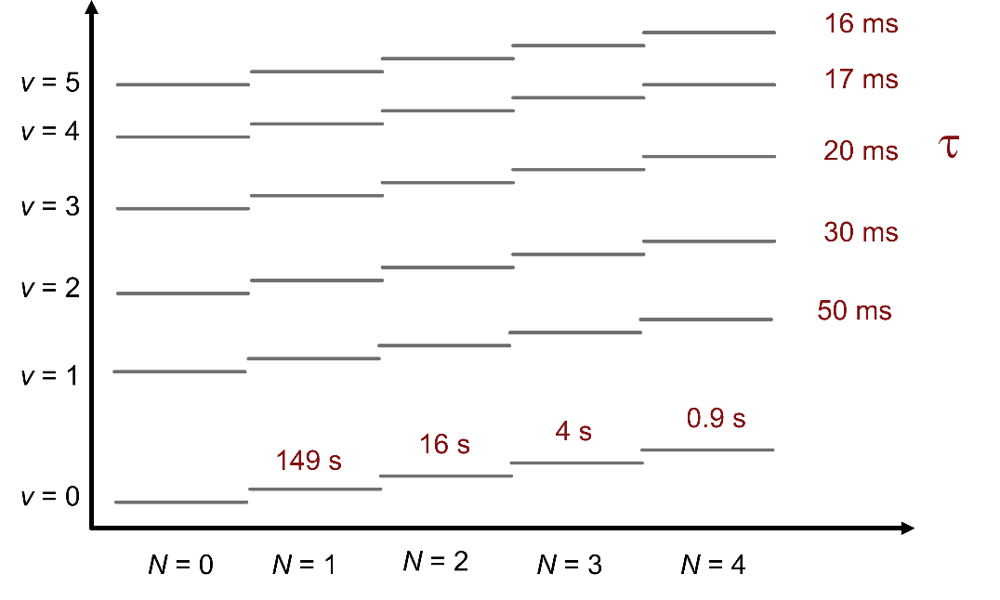 16 ms
v = 5
17 ms
v = 4
20 ms
τ
v = 3
30 ms
v = 2
50 ms
v = 1
0.9 s
4 s
16 s
149 s
v = 0
N = 0
N = 1
N = 2
N = 3
N = 4